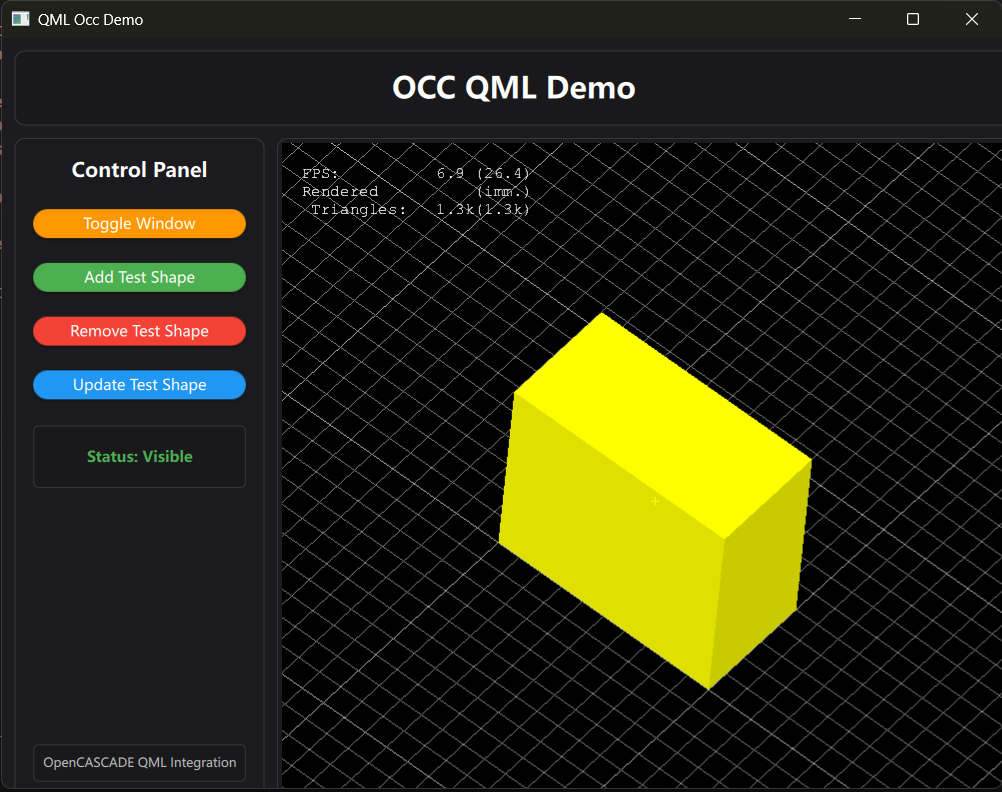 QML Occ Demo
OCC QML Demo
Control Panel
Toggle Window
Add Test Shape
Remove Test Shape
Update Test Shape
Status: Visible
OpenCASCADE QML Integration
FPS: 6.9 (26.4)
Rendered (imm.)
Triangles: 1.3k(1.3k)